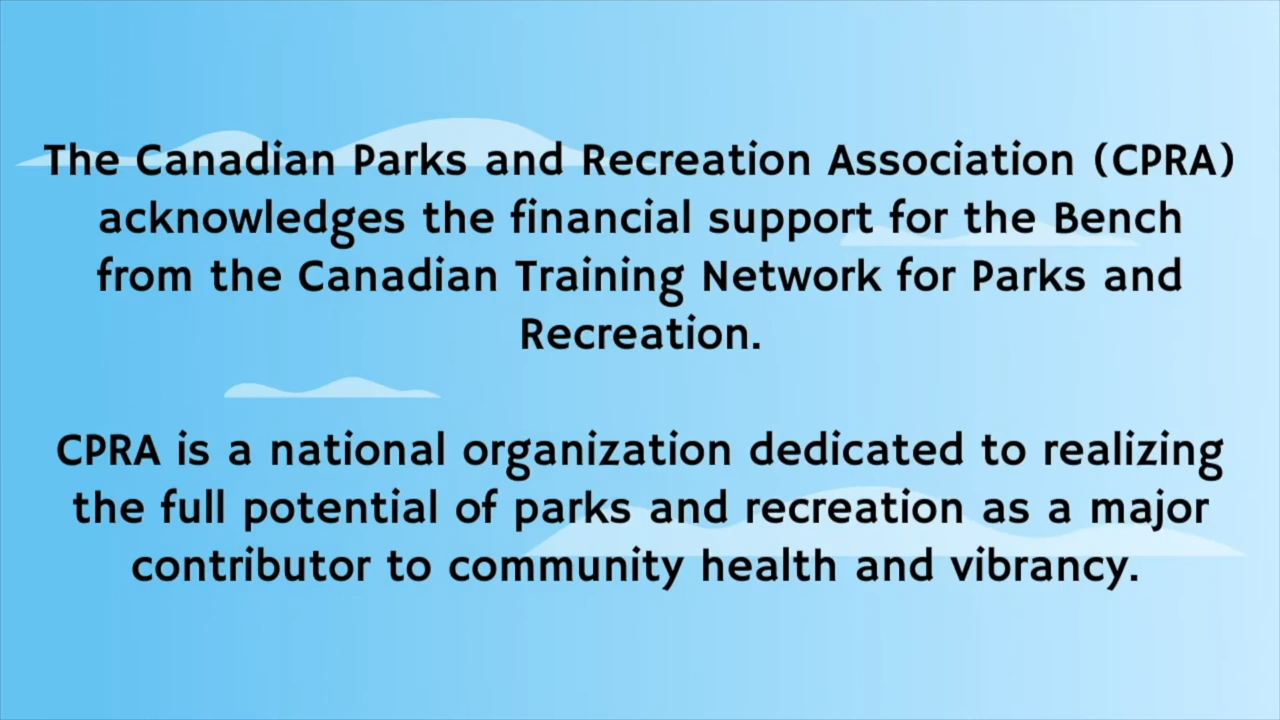 The Canadian Parks and Recreation Association (CPRA)
acknowledges the financial support for the Bench
from the Canadian Training Network for Parks and
Recreation.
CPRA is a national organization dedicated to realizing
the full potential of parks and recreation as a major
contributor to community health and vibrancy.